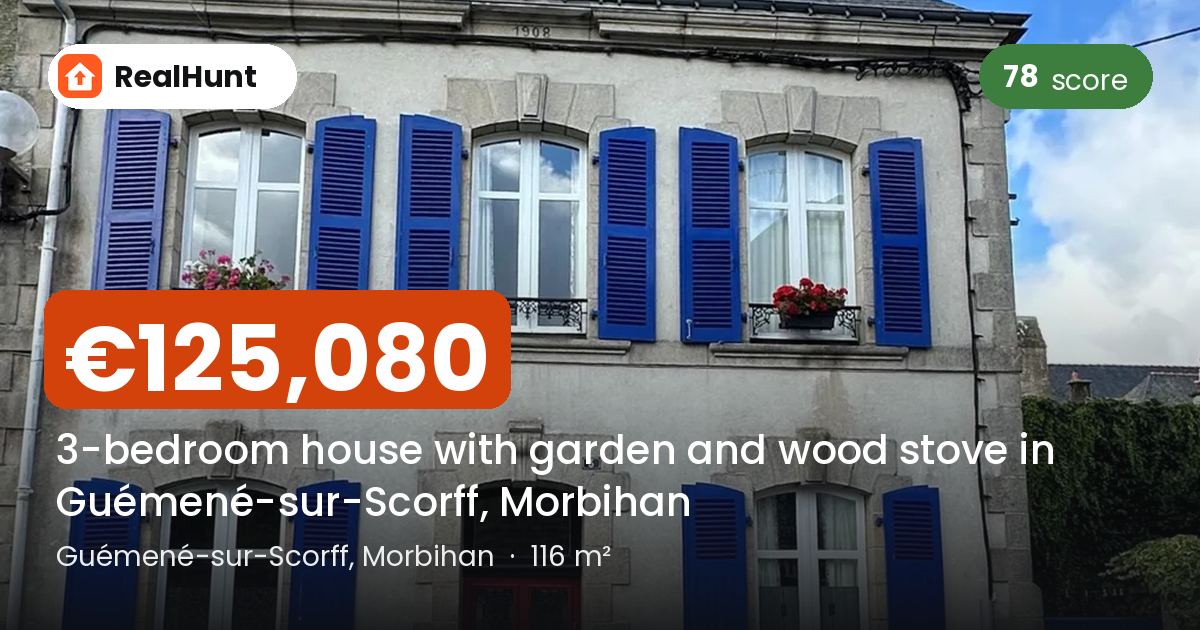 1908
RealHunt
78 score
€125,080
3-bedroom house with garden and wood stove in
Guémené-sur-Scorff, Morbihan
Guémené-sur-Scorff, Morbihan · 116 m²